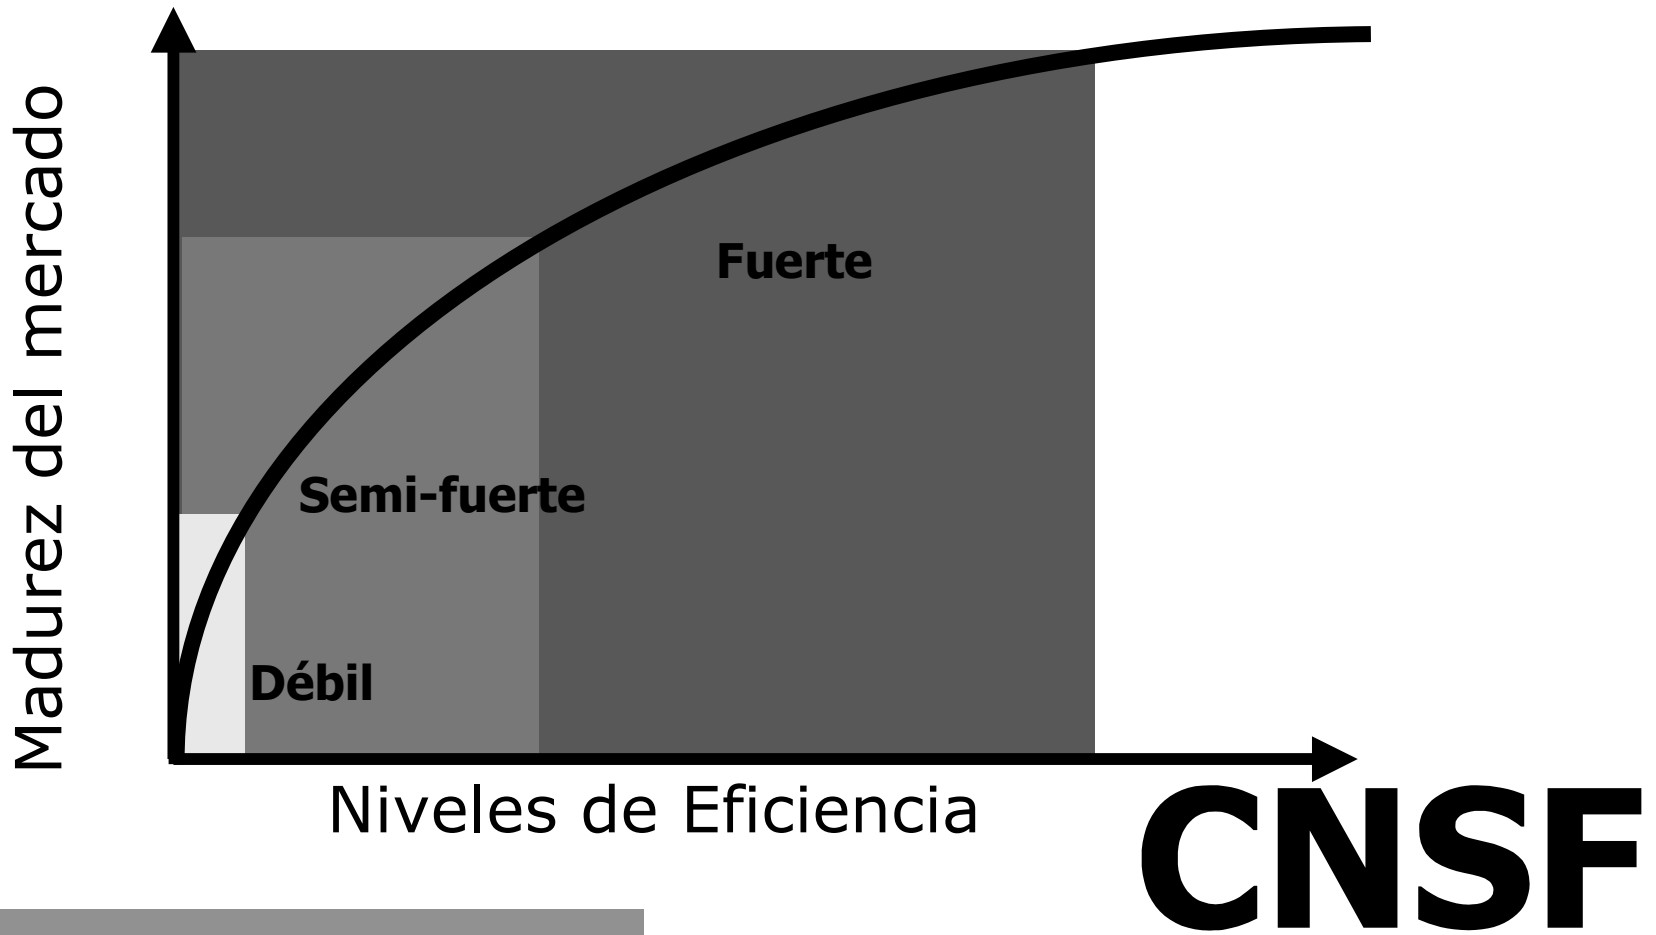 Madurez del mercado
Fuerte
Semi-fuerte
Débil
Niveles de Eficiencia
CNSF